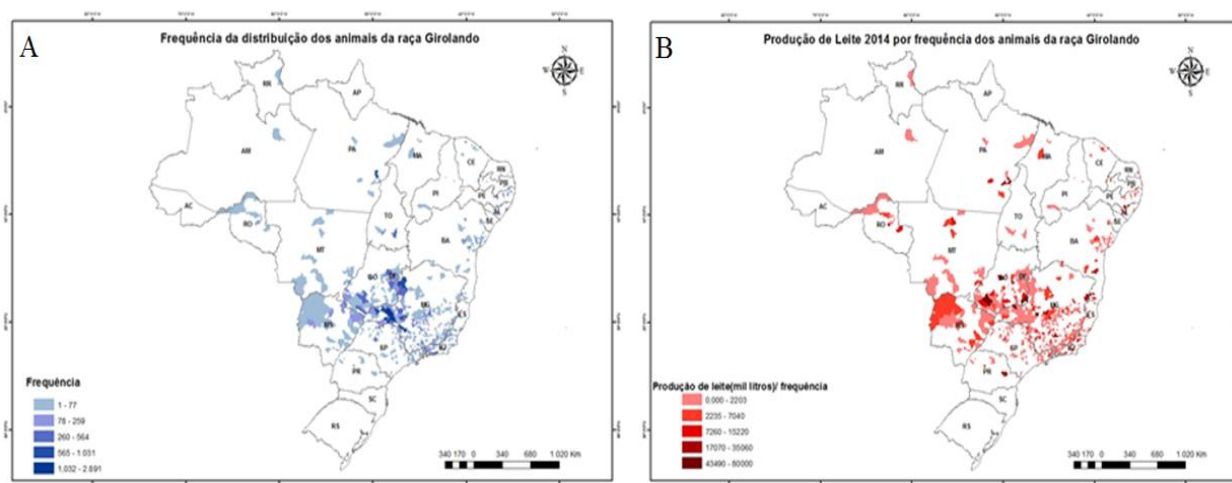 A
Frequência da distribuição dos animais da raça Girolando
N
W E
S
RR
AP
AM
PA
MA
CE
RN
PB
PE
AL
SE
PI
AC
RO
TO
BA
MT
GO
DF
MG
ES
MS
SP
RJ
PR
SC
RS
Frequência
1 - 77
78 - 259
260 - 564
565 - 1.031
1,032 - 2.891
340 170 0 340 680 1.020 Km
B
Produção de Leite 2014 por frequência dos animais da raça Girolando
N
W E
S
RR
AP
AM
PA
MA
CE
RN
PB
PE
SE
PI
AC
RO
TO
BA
MT
GO
MG
ES
MS
SP
RJ
PR
SC
RS
Produção de leite(mil litros)/ frequência
0.000 - 2203
2235 - 7040
7260 - 15220
17070 - 35060
43490 - 80000
340 170 0 340 680 1.020 Km